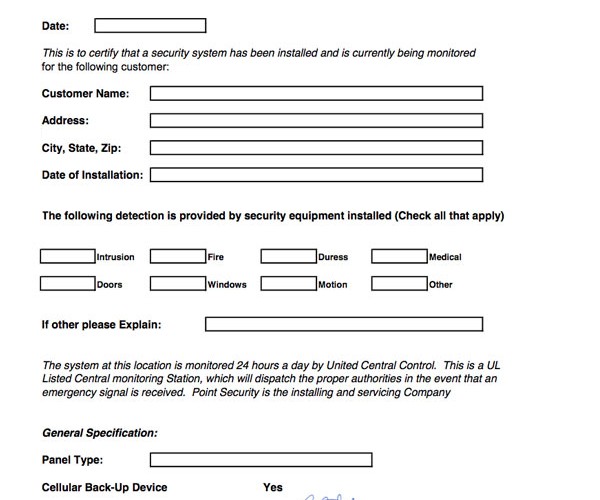 Date:
This is to certify that a security system has been installed and is currently being monitored
for the following customer:
Customer Name:
Address:
City, State, Zip:
Date of Installation:
The following detection is provided by security equipment installed (Check all that apply)
Intrusion Fire Duress Medical
Doors Windows Motion Other
If other please Explain:
The system at this location is monitored 24 hours a day by United Central Control. This is a UL
Listed Central monitoring Station, which will dispatch the proper authorities in the event that an
emergency signal is received. Point Security is the installing and servicing Company
General Specification:
Panel Type:
Cellular Back-Up Device Yes